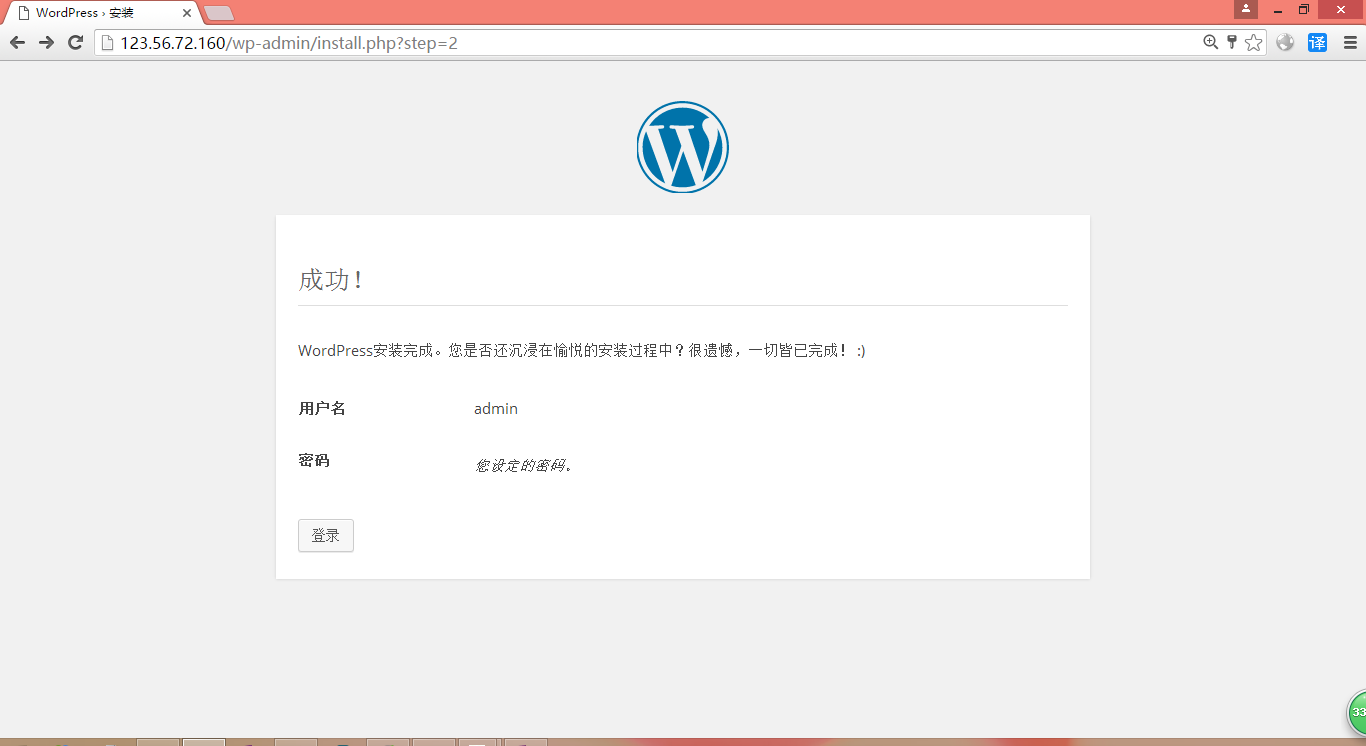 WordPress › 安装
123.56.72.160/wp-admin/install.php?step=2
译
成功！
WordPress安装完成。您是否还沉浸在愉悦的安装过程中？很遗憾，一切皆已完成！ :)
用户名 admin
密码 您设定的密码。
登录
33